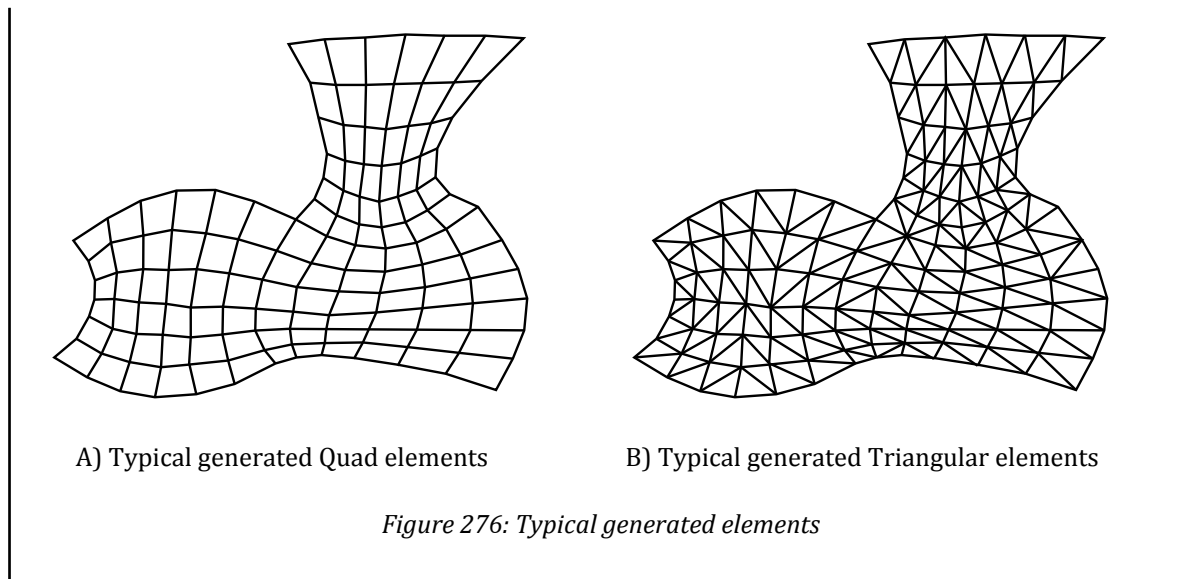 A) Typical generated Quad elements
B) Typical generated Triangular elements
Figure 276: Typical generated elements